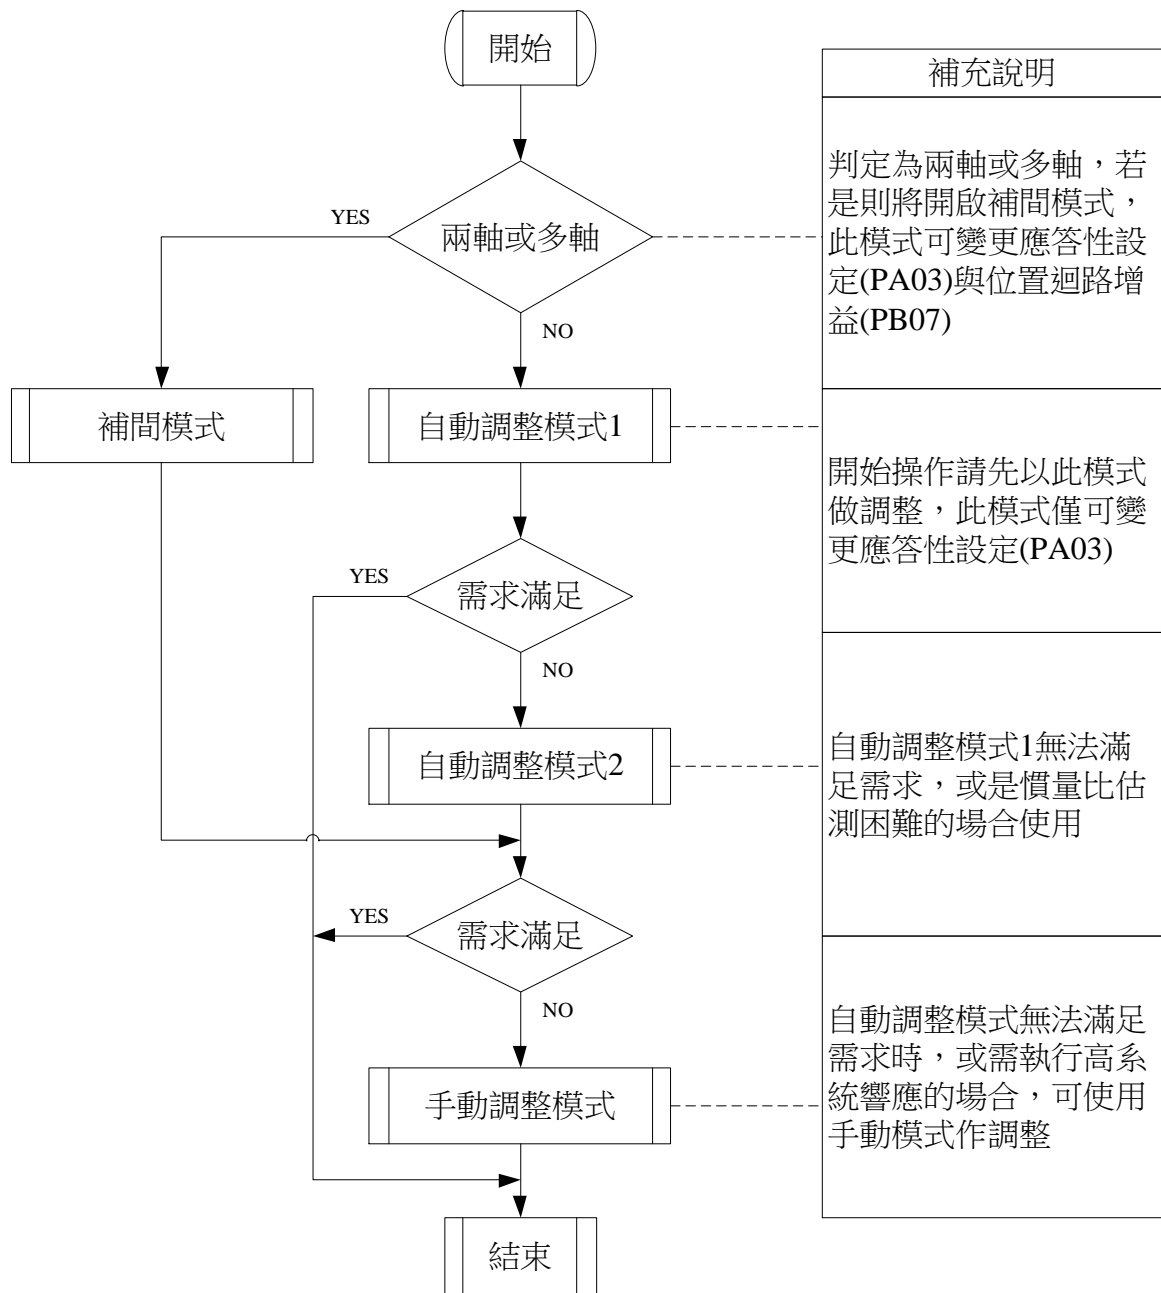 開始
補充說明
判定為兩軸或多軸，若
是則將開啟補間模式，
此模式可變更應答性設
定(PA03)與位置迴路增
益(PB07)
YES
兩軸或多軸
NO
補間模式
自動調整模式1
開始操作請先以此模式
做調整，此模式僅可變
更應答性設定(PA03)
YES
需求滿足
NO
自動調整模式2
自動調整模式1無法滿
足需求，或是慣量比估
測困難的場合使用
YES
需求滿足
NO
手動調整模式
自動調整模式無法滿足
需求時，或需執行高系
統響應的場合，可使用
手動模式作調整
結束